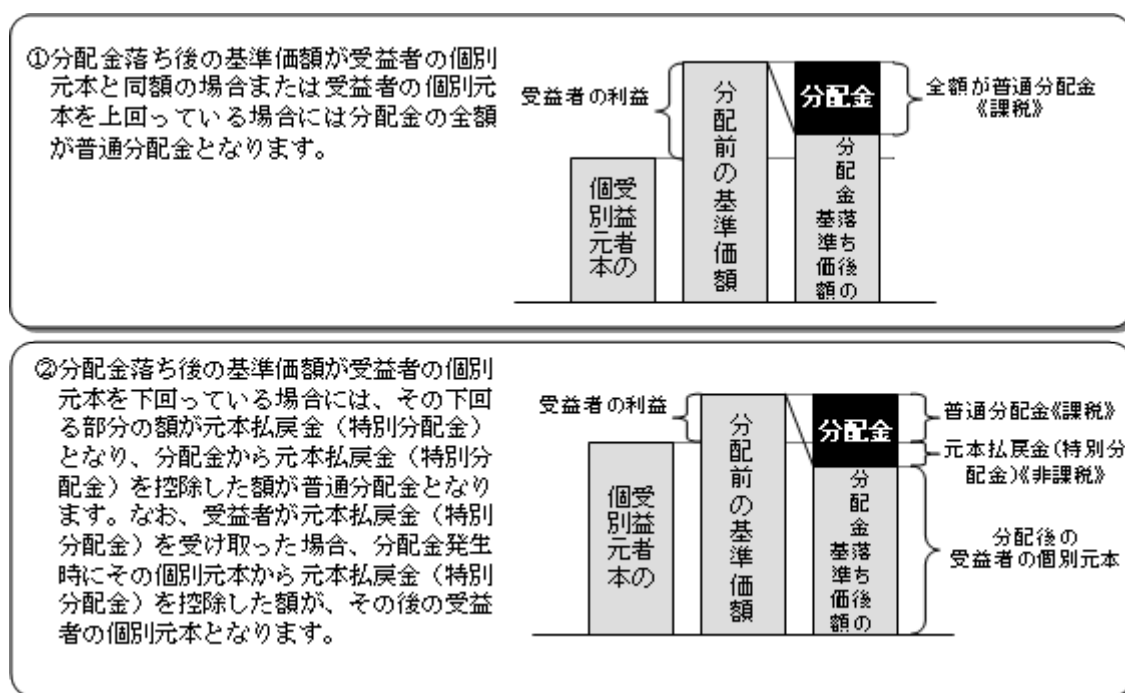 ①分配金落ち後の基準価額が受益者の個別
元本と同額の場合または受益者の個別元
本を上回っている場合には分配金の全額
が普通分配金となります。
受益者の利益
受益者の
個別元本
分配前の基準価額
分配金
分配金
落ち後の
基準価額
全額が普通分配金
《課税》
②分配金落ち後の基準価額が受益者の個別
元本を下回っている場合には、その下回
る部分の額が元本払戻金（特別分配金）
となり、分配金から元本払戻金（特別分
配金）を控除した額が普通分配金となり
ます。なお、受益者が元本払戻金（特別
分配金）を受け取った場合、分配金発生
時にその個別元本から元本払戻金（特別
分配金）を控除した額が、その後の受益
者の個別元本となります。
受益者の利益
受益者の
個別元本
分配前の基準価額
分配金
分配金
落ち後の
基準価額
普通分配金《課税》
元本払戻金(特別分
配金)《非課税》
分配後の
受益者の個別元本